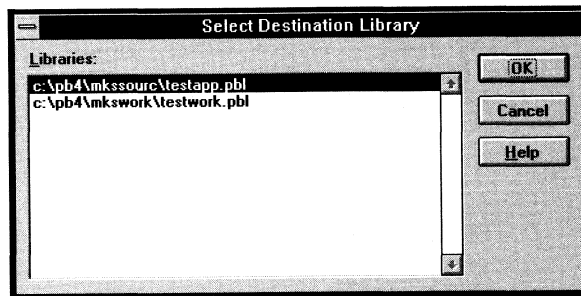 Select Destination Library
Libraries:
c:\pb4\mkssourc\testapp.pbl
c:\pb4\mkswork\testwork.pbl
OK
Cancel
Help